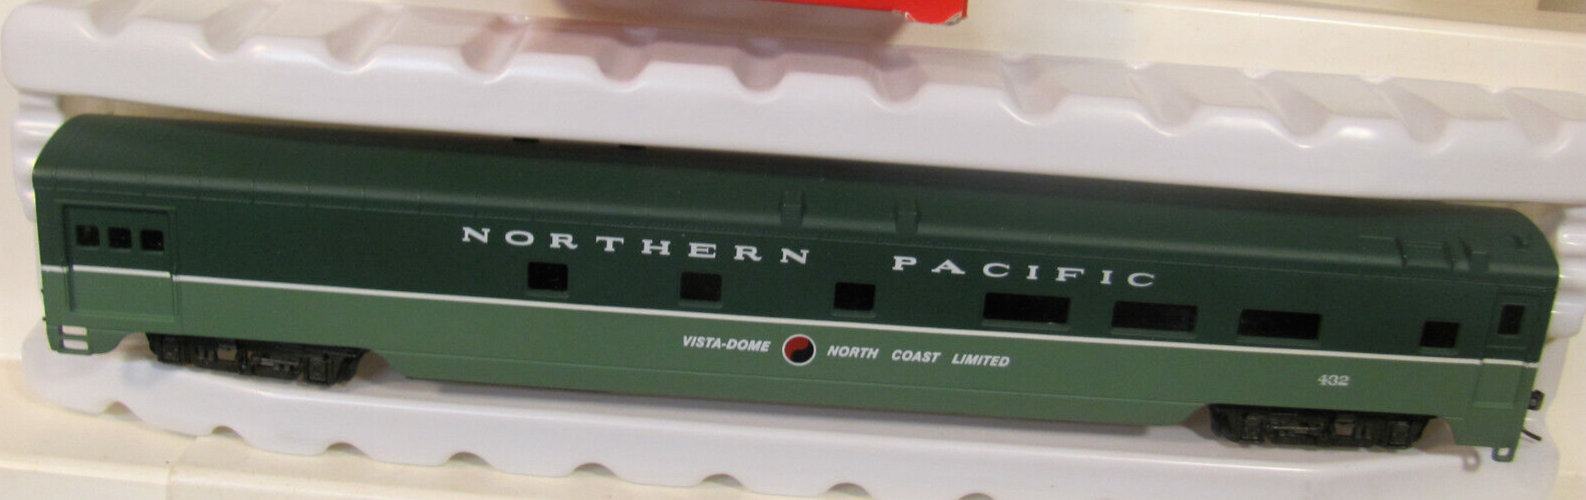 NORTHERN PACIFIC
VISTA-DOME NORTH COAST LIMITED
432